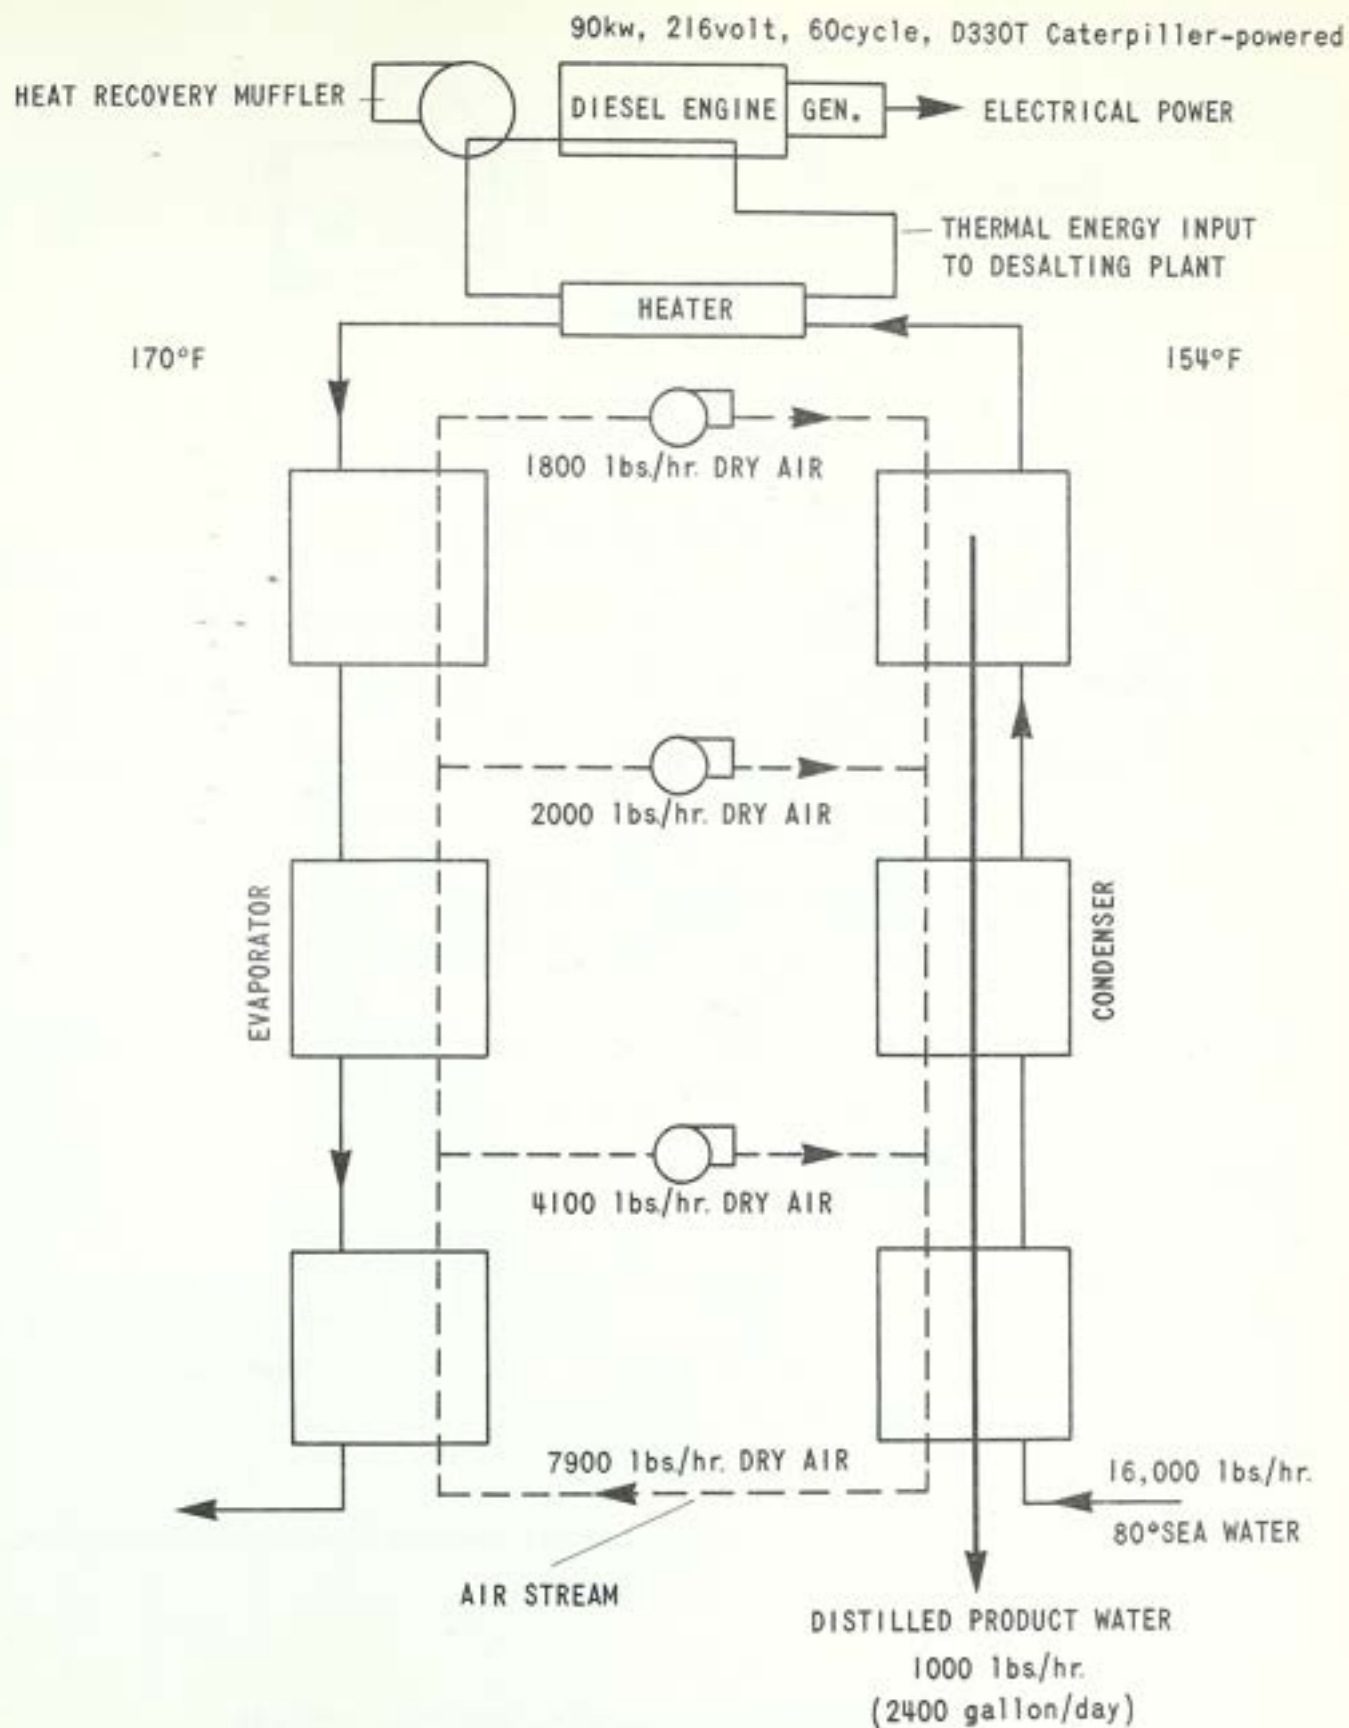 90kw, 216volt, 60cycle, D330T Caterpiller-powered
HEAT RECOVERY MUFFLER
DIESEL ENGINE
GEN.
ELECTRICAL POWER
THERMAL ENERGY INPUT
TO DESALTING PLANT
HEATER
170°F
154°F
1800 lbs./hr. DRY AIR
2000 lbs./hr. DRY AIR
EVAPORATOR
CONDENSER
4100 lbs./hr. DRY AIR
7900 lbs./hr. DRY AIR
16,000 lbs./hr.
80°SEA WATER
AIR STREAM
DISTILLED PRODUCT WATER
1000 lbs./hr.
(2400 gallon/day)